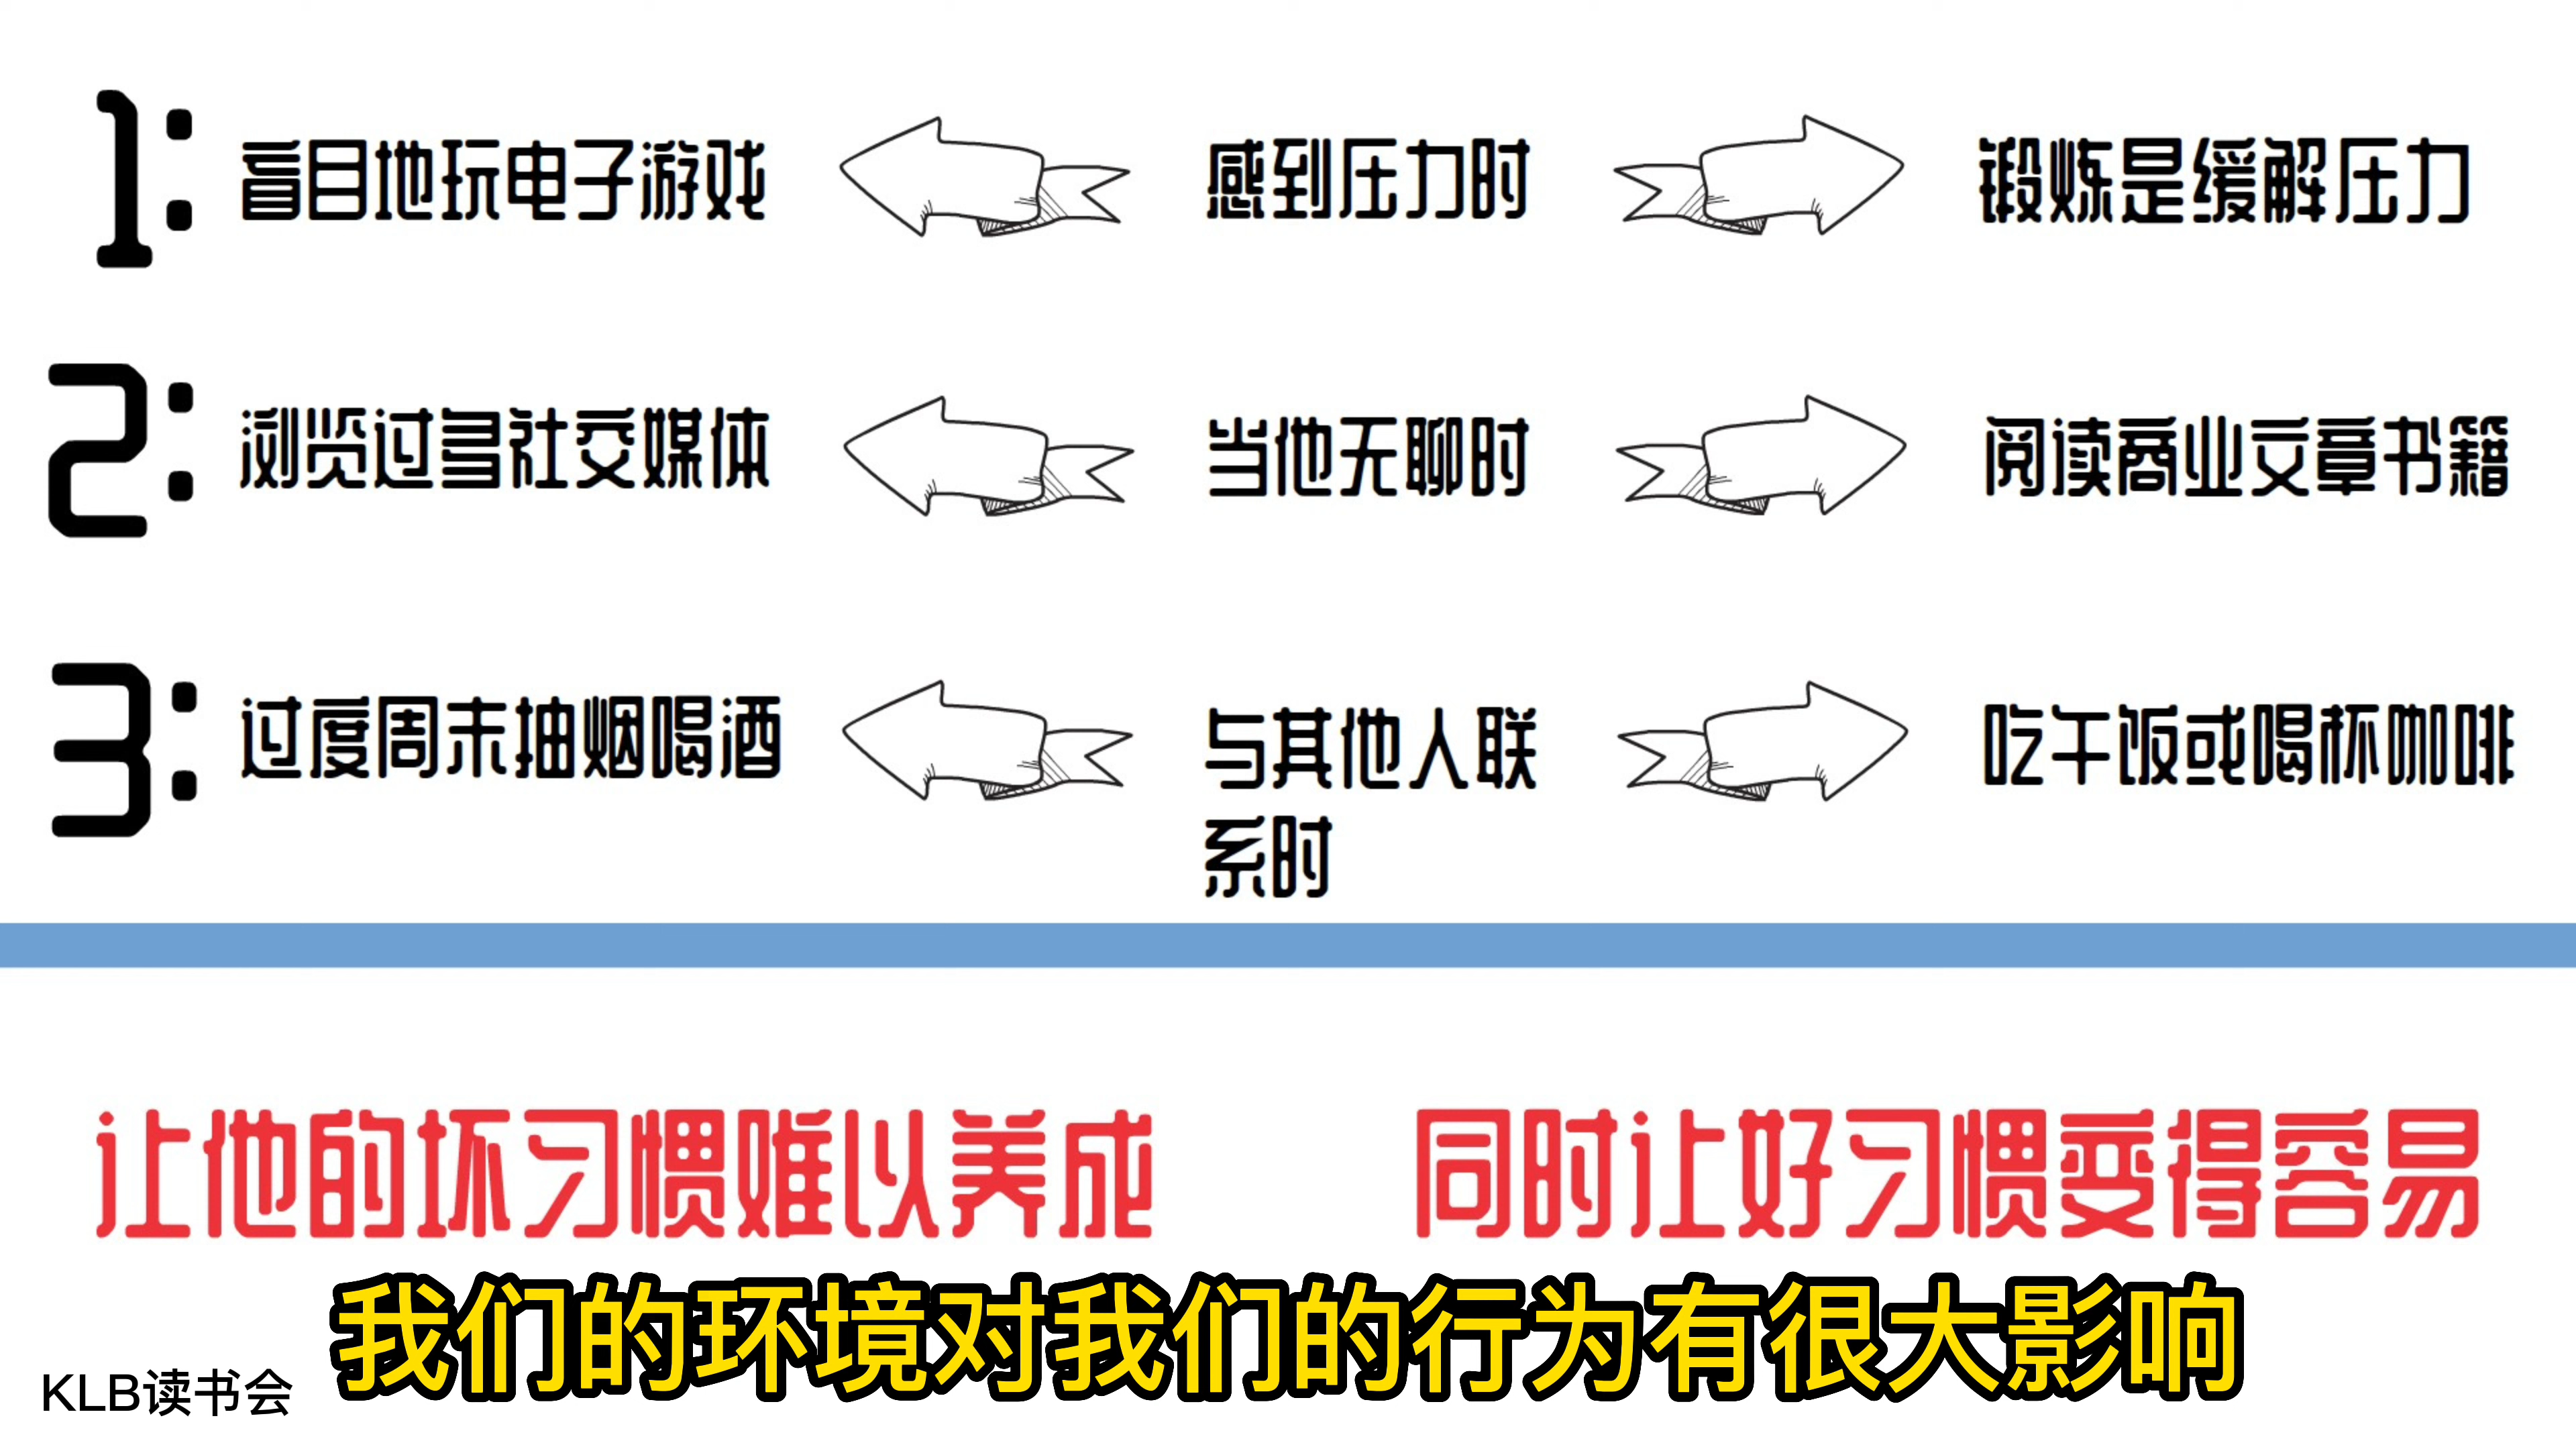 1: 盲目地玩电子游戏 感到压力时 锻炼是缓解压力
2: 浏览过多社交媒体 当他无聊时 阅读商业文章书籍
3: 过度周末抽烟喝酒 与其他人联系时 吃午饭或喝杯咖啡
让他的坏习惯难以养成 同时让好习惯变得容易
我们的环境对我们的行为有很大影响
KLB读书会